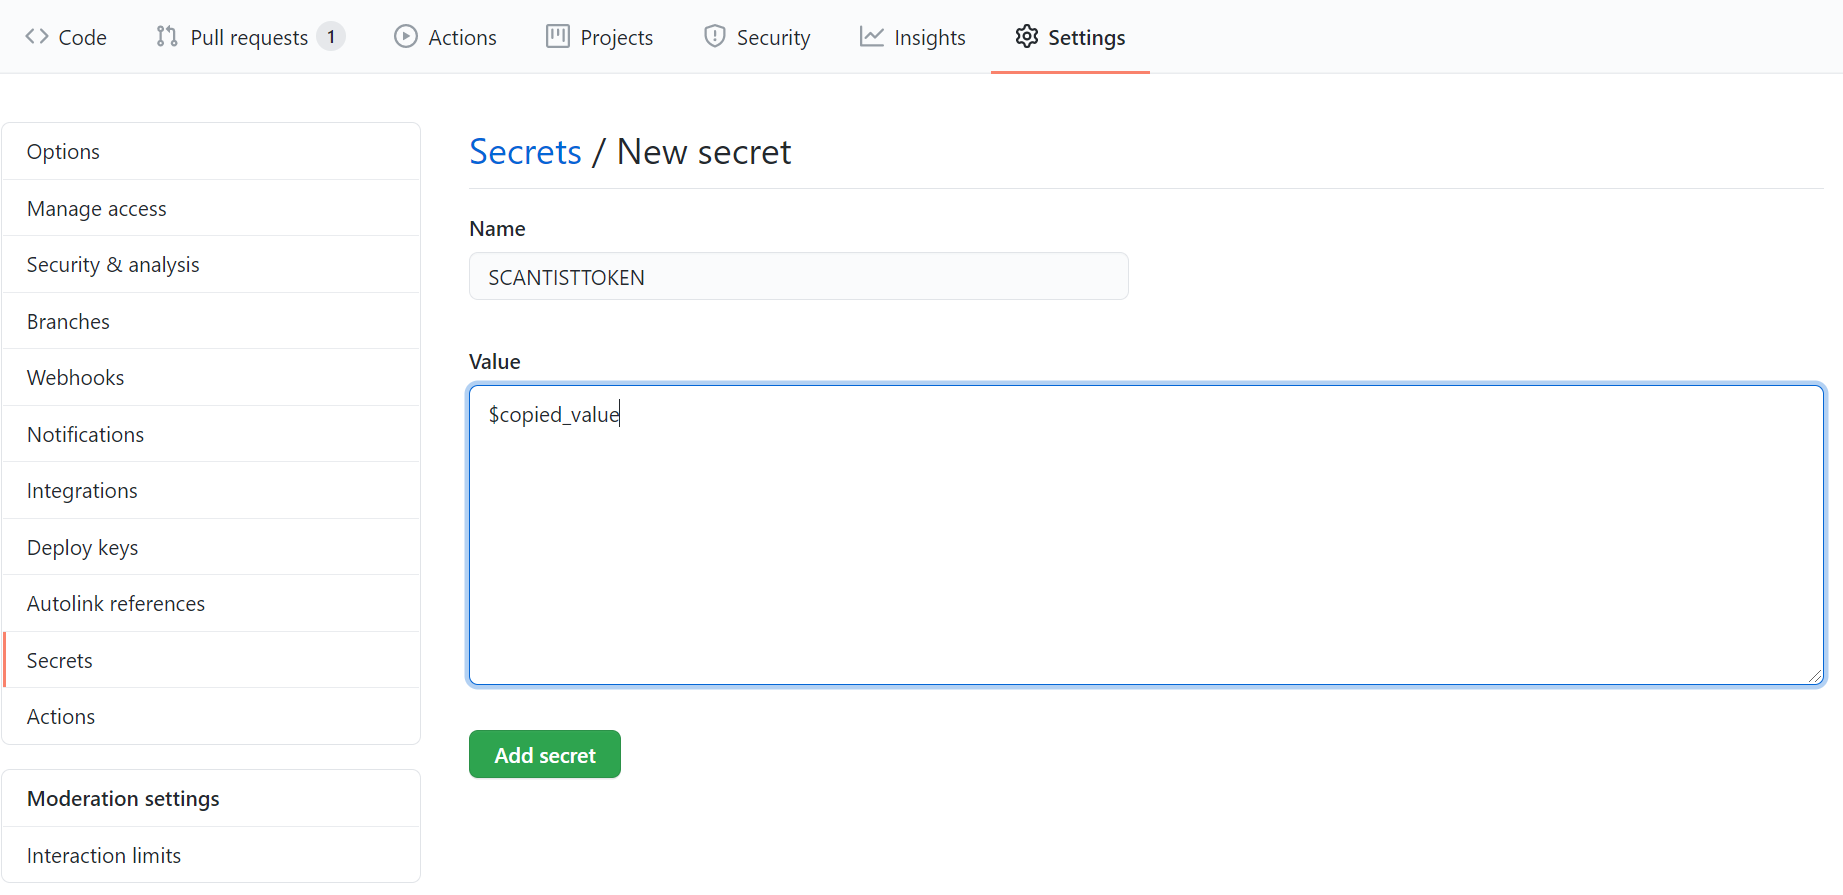 Code Pull requests 1 Actions Projects Security Insights Settings
Options
Manage access
Security & analysis
Branches
Webhooks
Notifications
Integrations
Deploy keys
Autolink references
Secrets
Actions
Moderation settings
Interaction limits
Secrets / New secret
Name
SCANTISTTOKEN
Value
$copied_value
Add secret